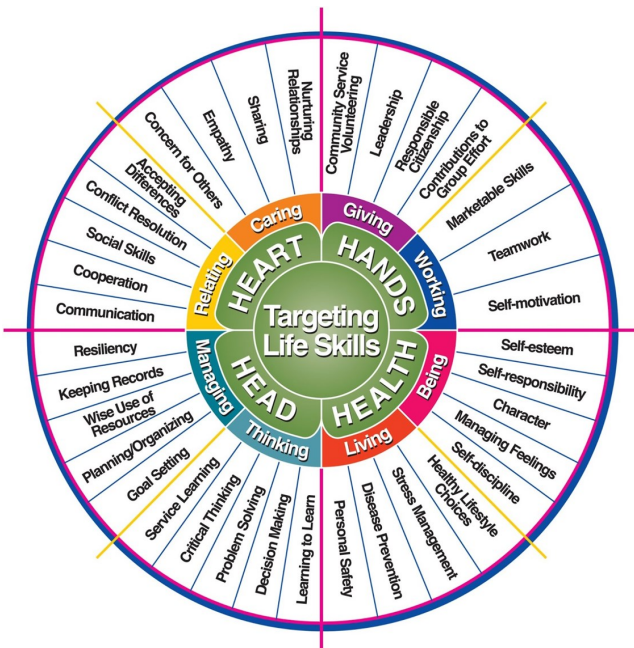 Targeting
Life Skills
HEART
HANDS
HEALTH
HEAD
Caring
Giving
Working
Being
Living
Thinking
Managing
Relating
Nurturing
Relationships
Sharing
Empathy
Concern for Others
Accepting
Differences
Conflict Resolution
Social Skills
Cooperation
Communication
Community Service
Volunteering
Leadership
Responsible
Citizenship
Contributions to
Group Effort
Marketable Skills
Teamwork
Self-motivation
Self-esteem
Self-responsibility
Character
Managing Feelings
Self-discipline
Healthy Lifestyle
Choices
Stress Management
Disease Prevention
Personal Safety
Learning to Learn
Decision Making
Problem Solving
Critical Thinking
Service Learning
Goal Setting
Planning/Organizing
Wise Use of
Resources
Keeping Records
Resiliency